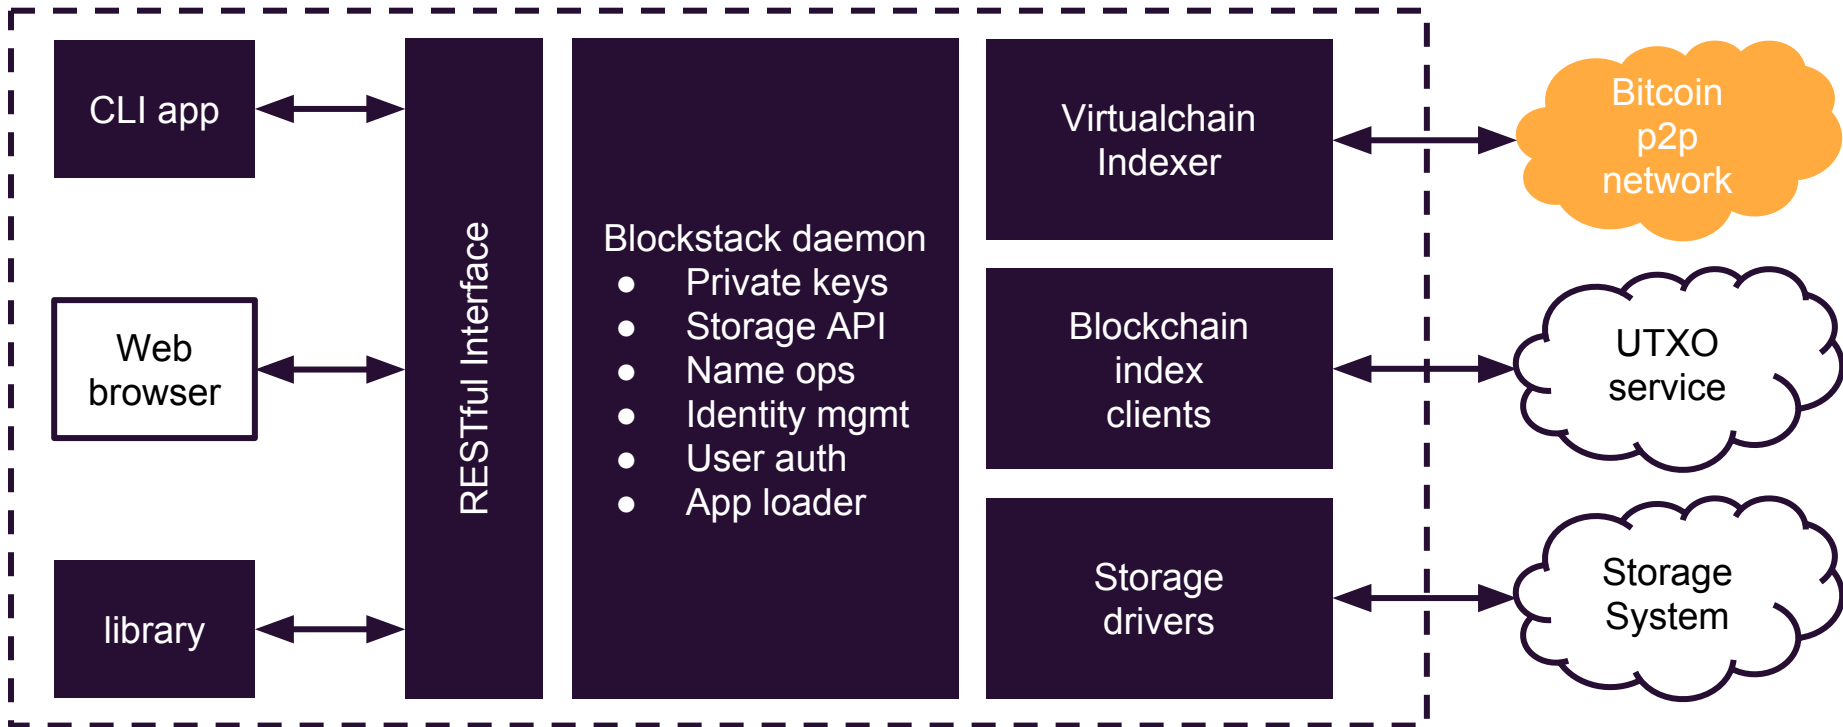 CLI app
Web
browser
library
RESTful Interface
Blockstack daemon
● Private keys
● Storage API
● Name ops
● Identity mgmt
● User auth
● App loader
Virtualchain
Indexer
Blockchain
index
clients
Storage
drivers
Bitcoin
p2p
network
UTXO
service
Storage
System